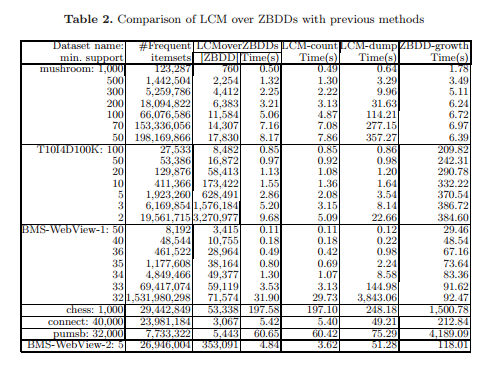 Table 2. Comparison of LCM over ZBDDs with previous methods
Dataset name: #Frequent LCMoverZBDDs LCM-count LCM-dump ZBDD-growth
min. support itemsets |ZBDD| Time(s) Time(s) Time(s) Time(s)
mushroom: 1,000 123,287 760 0.50 0.49 0.64 1.78
500 1,442,504 2,254 1.32 1.30 3.29 3.49
300 5,259,786 4,412 2.25 2.22 9.96 5.11
200 18,094,822 6,383 3.21 3.13 31.63 6.24
100 66,076,586 11,584 5.06 4.87 114.21 6.72
70 153,336,056 14,307 7.16 7.08 277.15 6.97
50 198,169,866 17,830 8.17 7.86 357.27 6.39
T10I4D100K: 100 27,533 8,482 0.85 0.85 0.86 209.82
50 53,386 16,872 0.97 0.92 0.98 242.31
20 129,876 58,413 1.13 1.08 1.20 290.78
10 411,366 173,422 1.55 1.36 1.64 332.22
5 1,923,260 628,491 2.86 2.08 3.54 370.54
3 6,169,854 1,576,184 5.20 3.15 8.14 386.72
2 19,561,715 3,270,977 9.68 5.09 22.66 384.60
BMS-WebView-1: 50 8,192 3,415 0.11 0.11 0.12 29.46
40 48,544 10,755 0.18 0.18 0.22 48.54
36 461,522 28,964 0.49 0.42 0.98 67.16
35 1,177,608 38,164 0.80 0.69 2.24 73.64
34 4,849,466 49,377 1.30 1.07 8.58 83.36
33 69,417,074 59,119 3.53 3.13 144.98 91.62
32 1,531,980,298 71,574 31.90 29.73 3,843.06 92.47
chess: 1,000 29,442,849 53,338 197.58 197.10 248.18 1,500.78
connect: 40,000 23,981,184 3,067 5.42 5.40 49.21 212.84
pumsb: 32,000 7,733,322 5,443 60.65 60.42 75.29 4,189.09
BMS-WebView-2: 5 26,946,004 353,091 4.84 3.62 51.28 118.01